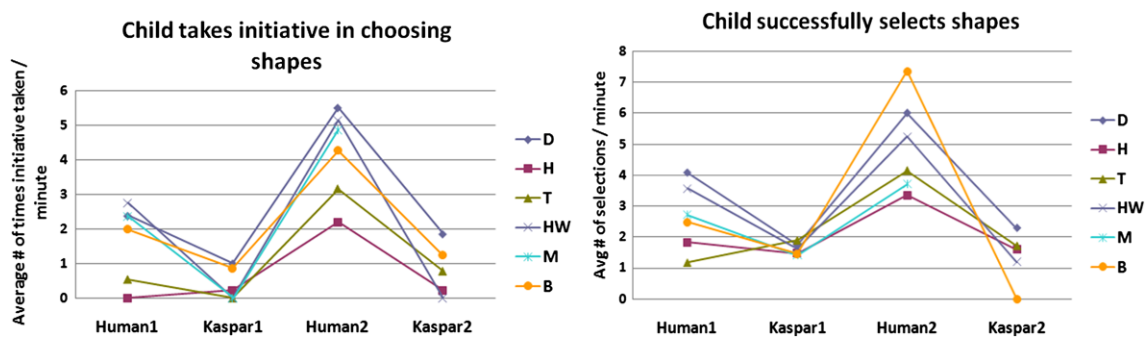 Child takes initiative in choosing
shapes
Average # of times initiative taken /
minute
6
5
4
3
2
1
0
Human1 Kaspar1 Human2 Kaspar2
D
H
T
HW
M
B
Child successfully selects shapes
Avg# of selections / minute
8
7
6
5
4
3
2
1
0
Human1 Kaspar1 Human2 Kaspar2
D
H
T
HW
M
B